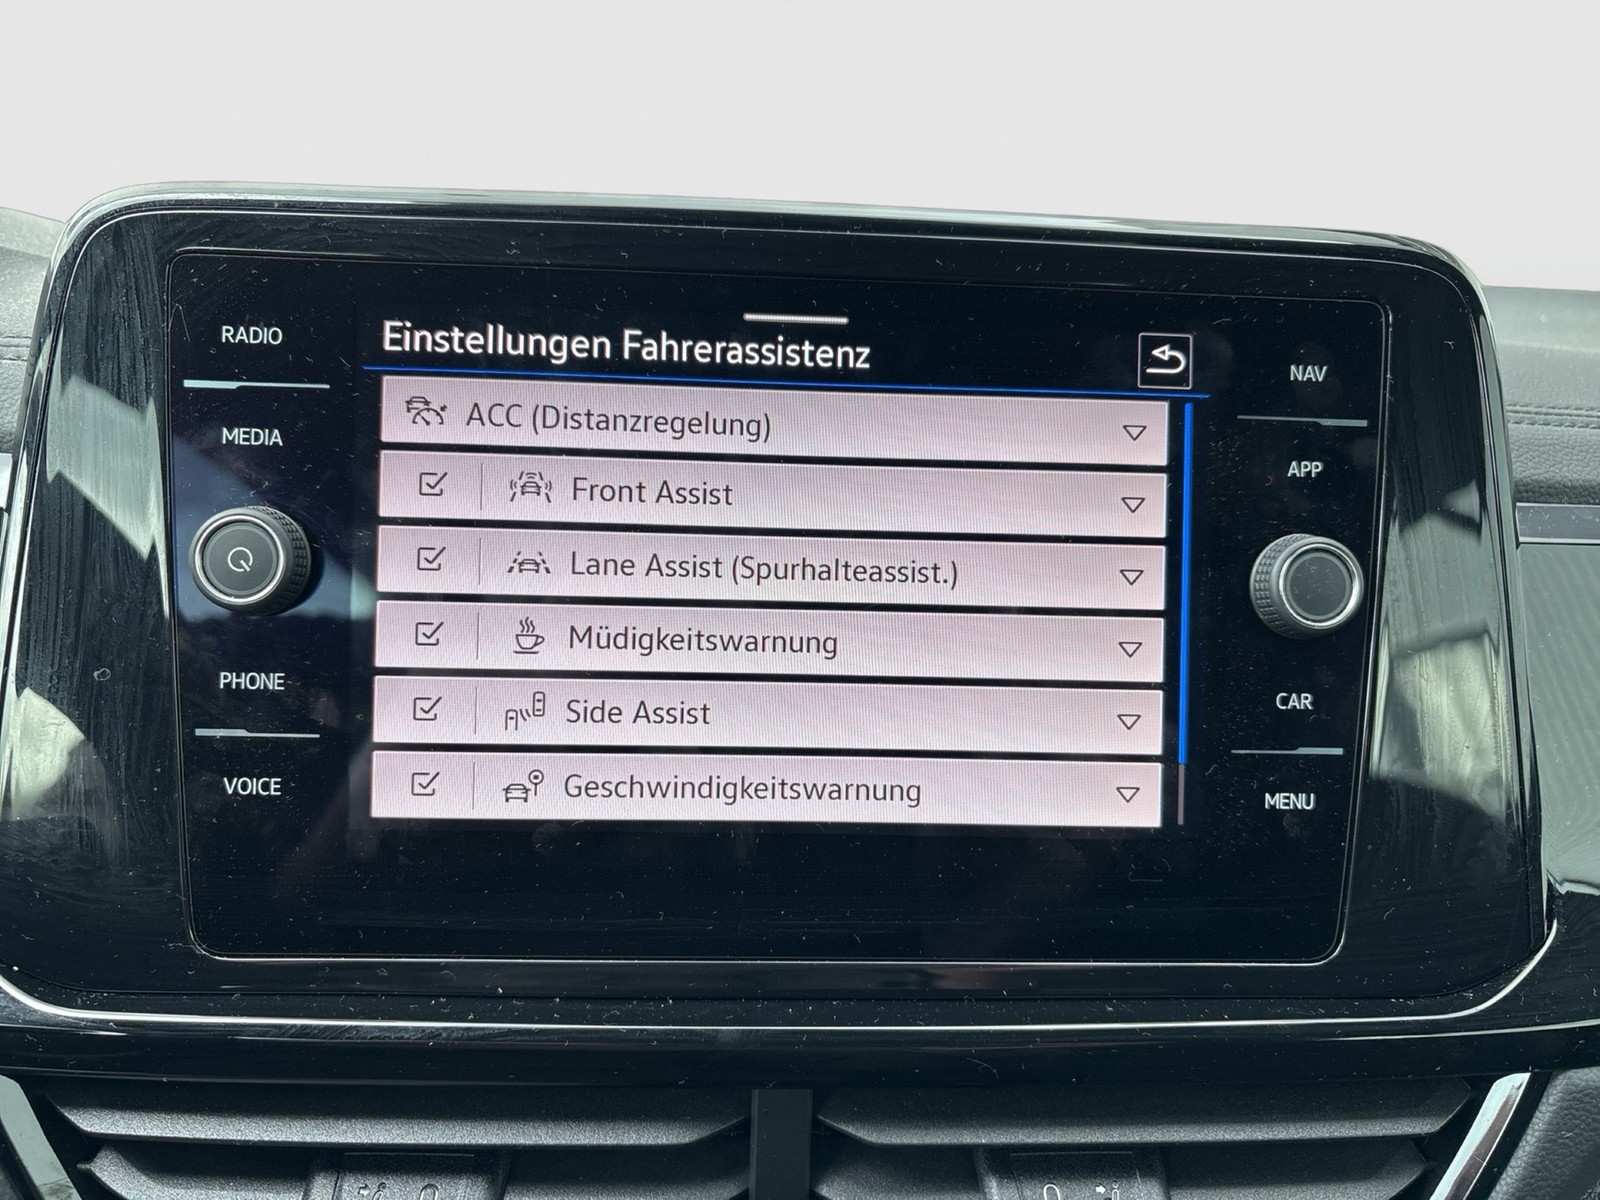 RADIO
MEDIA
PHONE
VOICE
Einstellungen Fahrerassistenz
ACC (Distanzregelung)
Front Assist
Lane Assist (Spurhalteassist.)
Müdigkeitswarnung
Side Assist
Geschwindigkeitswarnung
NAV
APP
CAR
MENU